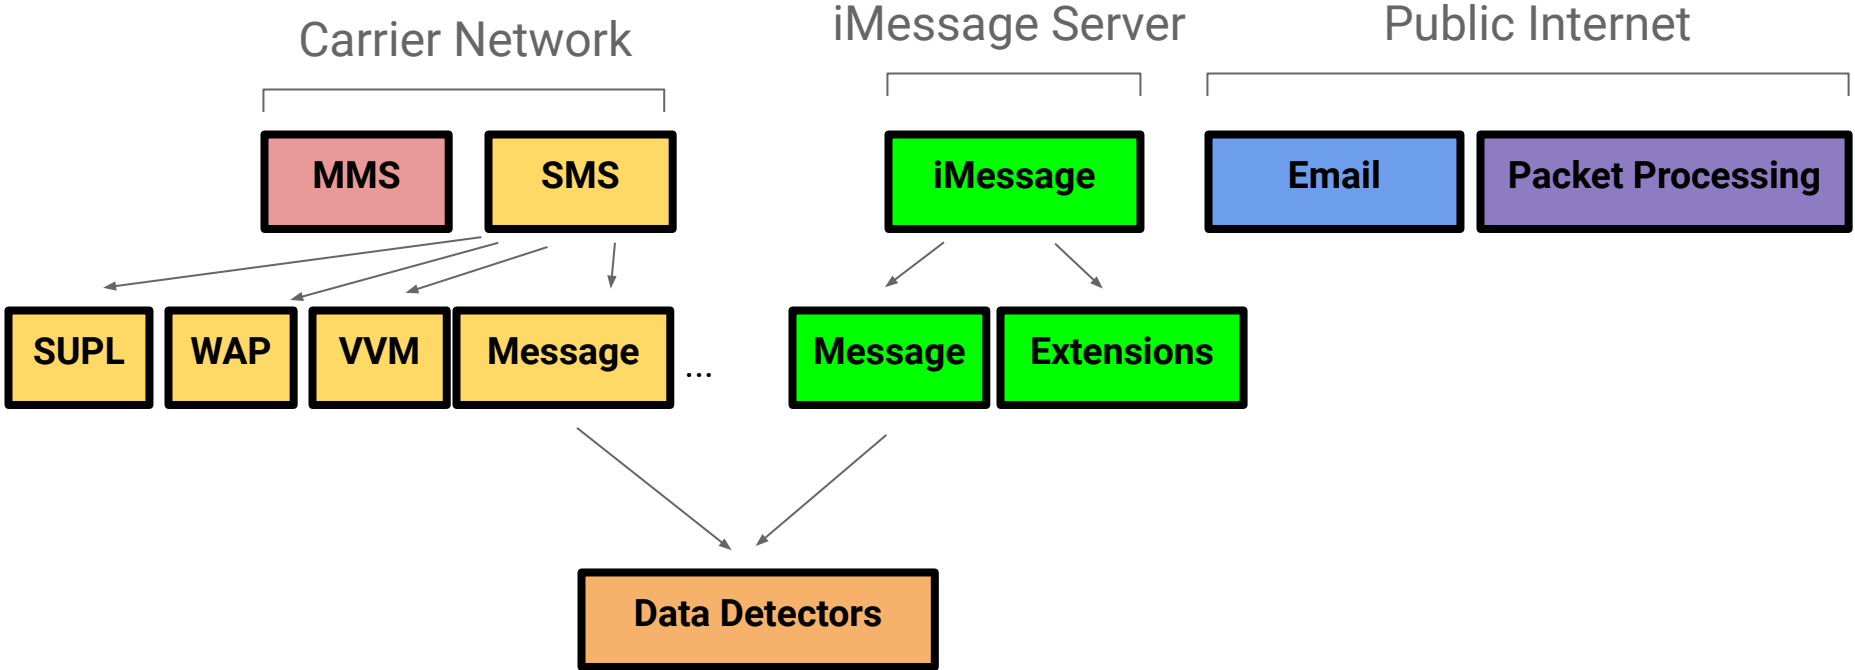 Carrier Network
iMessage Server
Public Internet
MMS
SMS
iMessage
Email
Packet Processing
SUPL
WAP
VVM
Message
...
Message
Extensions
Data Detectors